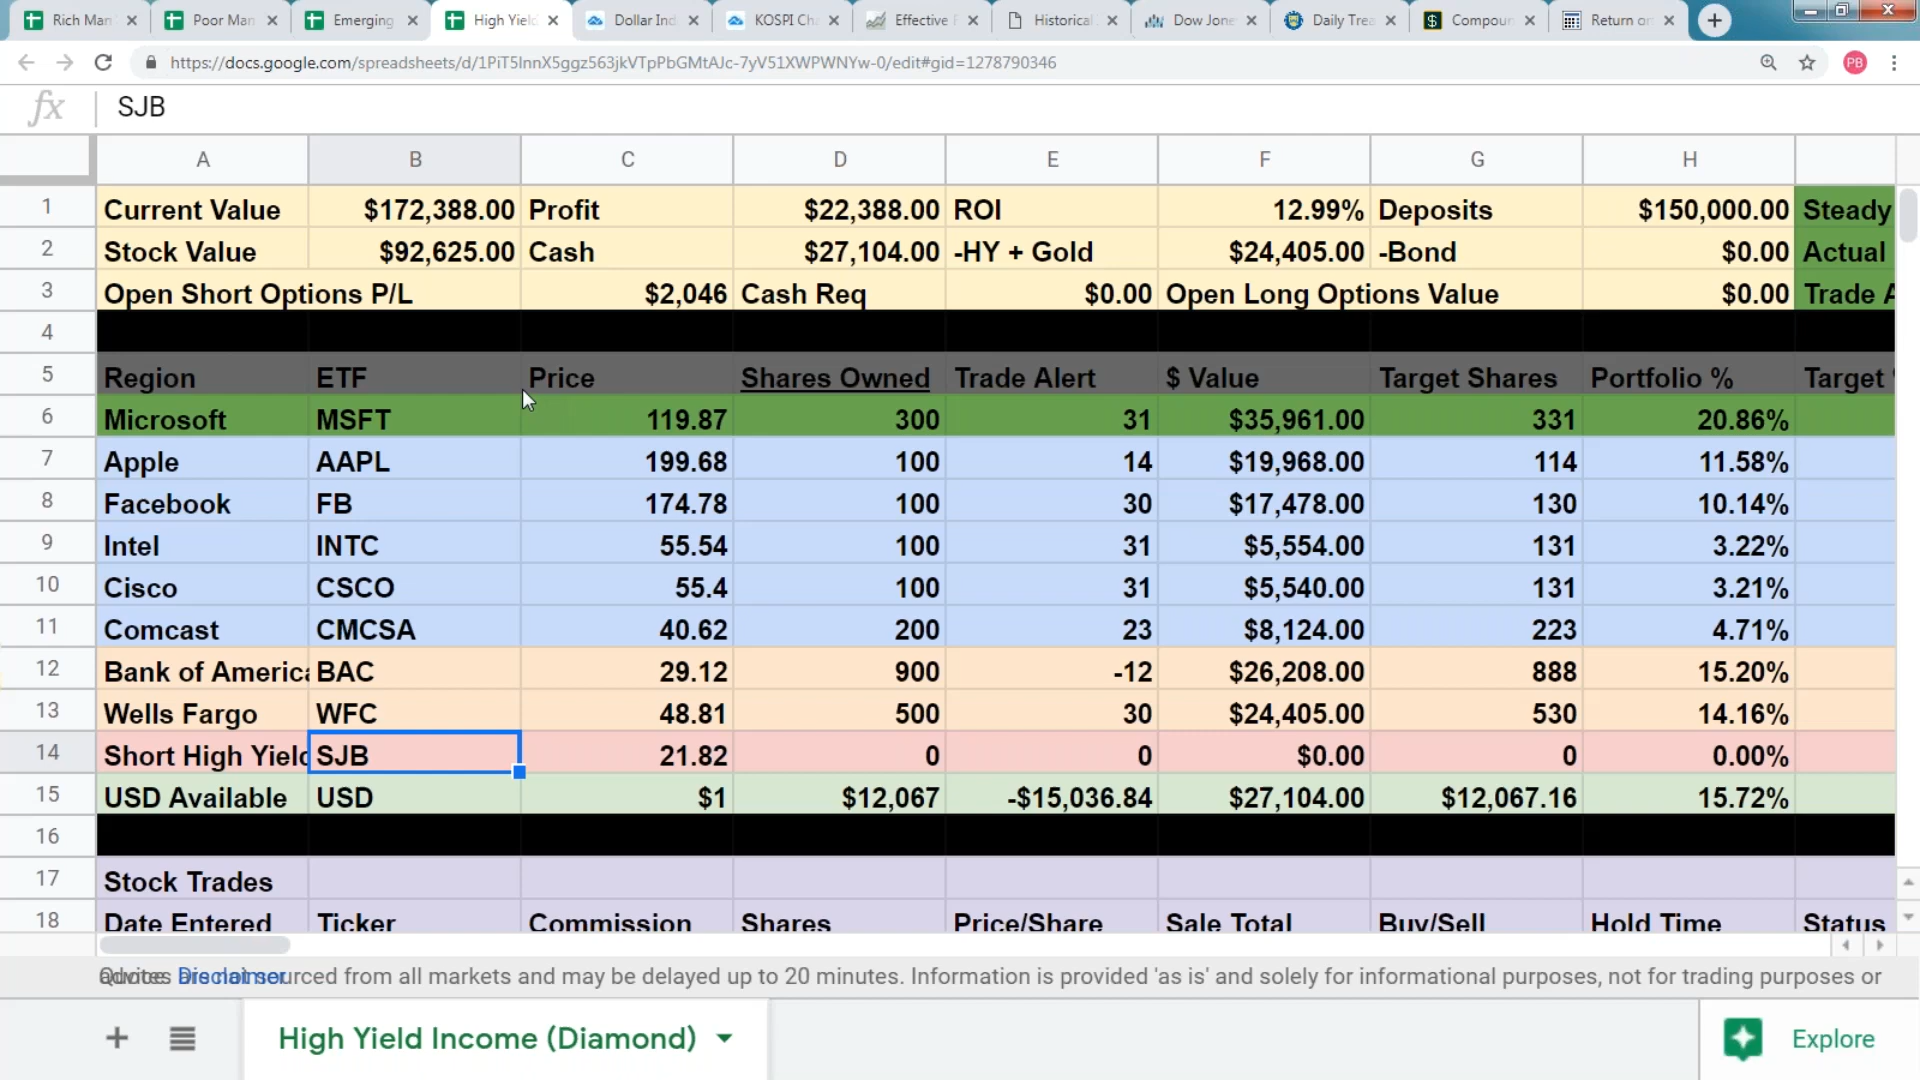 Rich Man Poor Man Emerging High Yield Dollar Ind KOSPI Ch Effective F Historical Dow Jone Daily Trea Compoun Return on
https://docs.google.com/spreadsheets/d/1PiT5InnX5ggz563jkVTpPbGMtAJc-7yV51XWPWNYw-0/edit#gid=1278790346 PB
fx SJB
A B C D E F G H
1 Current Value $172,388.00 Profit $22,388.00 ROI 12.99% Deposits $150,000.00 Steady
2 Stock Value $92,625.00 Cash $27,104.00 -HY + Gold $24,405.00 -Bond $0.00 Actual
3 Open Short Options P/L $2,046 Cash Req $0.00 Open Long Options Value $0.00 Trade A
4
5 Region ETF Price Shares Owned Trade Alert $ Value Target Shares Portfolio % Target
6 Microsoft MSFT 119.87 300 31 $35,961.00 331 20.86%
7 Apple AAPL 199.68 100 14 $19,968.00 114 11.58%
8 Facebook FB 174.78 100 30 $17,478.00 130 10.14%
9 Intel INTC 55.54 100 31 $5,554.00 131 3.22%
10 Cisco CSCO 55.4 100 31 $5,540.00 131 3.21%
11 Comcast CMCSA 40.62 200 23 $8,124.00 223 4.71%
12 Bank of America BAC 29.12 900 -12 $26,208.00 888 15.20%
13 Wells Fargo WFC 48.81 500 30 $24,405.00 530 14.16%
14 Short High Yield SJB 21.82 0 0 $0.00 0 0.00%
15 USD Available USD $1 $12,067 -$15,036.84 $27,104.00 $12,067.16 15.72%
16
17 Stock Trades
18 Date Entered Ticker Commission Shares Price/Share Sale Total Buy/Sell Hold Time Status
Quotes are not sourced from all markets and may be delayed up to 20 minutes. Information is provided 'as is' and solely for informational purposes, not for trading purposes or
advice. Disclaimer
High Yield Income (Diamond) Explore